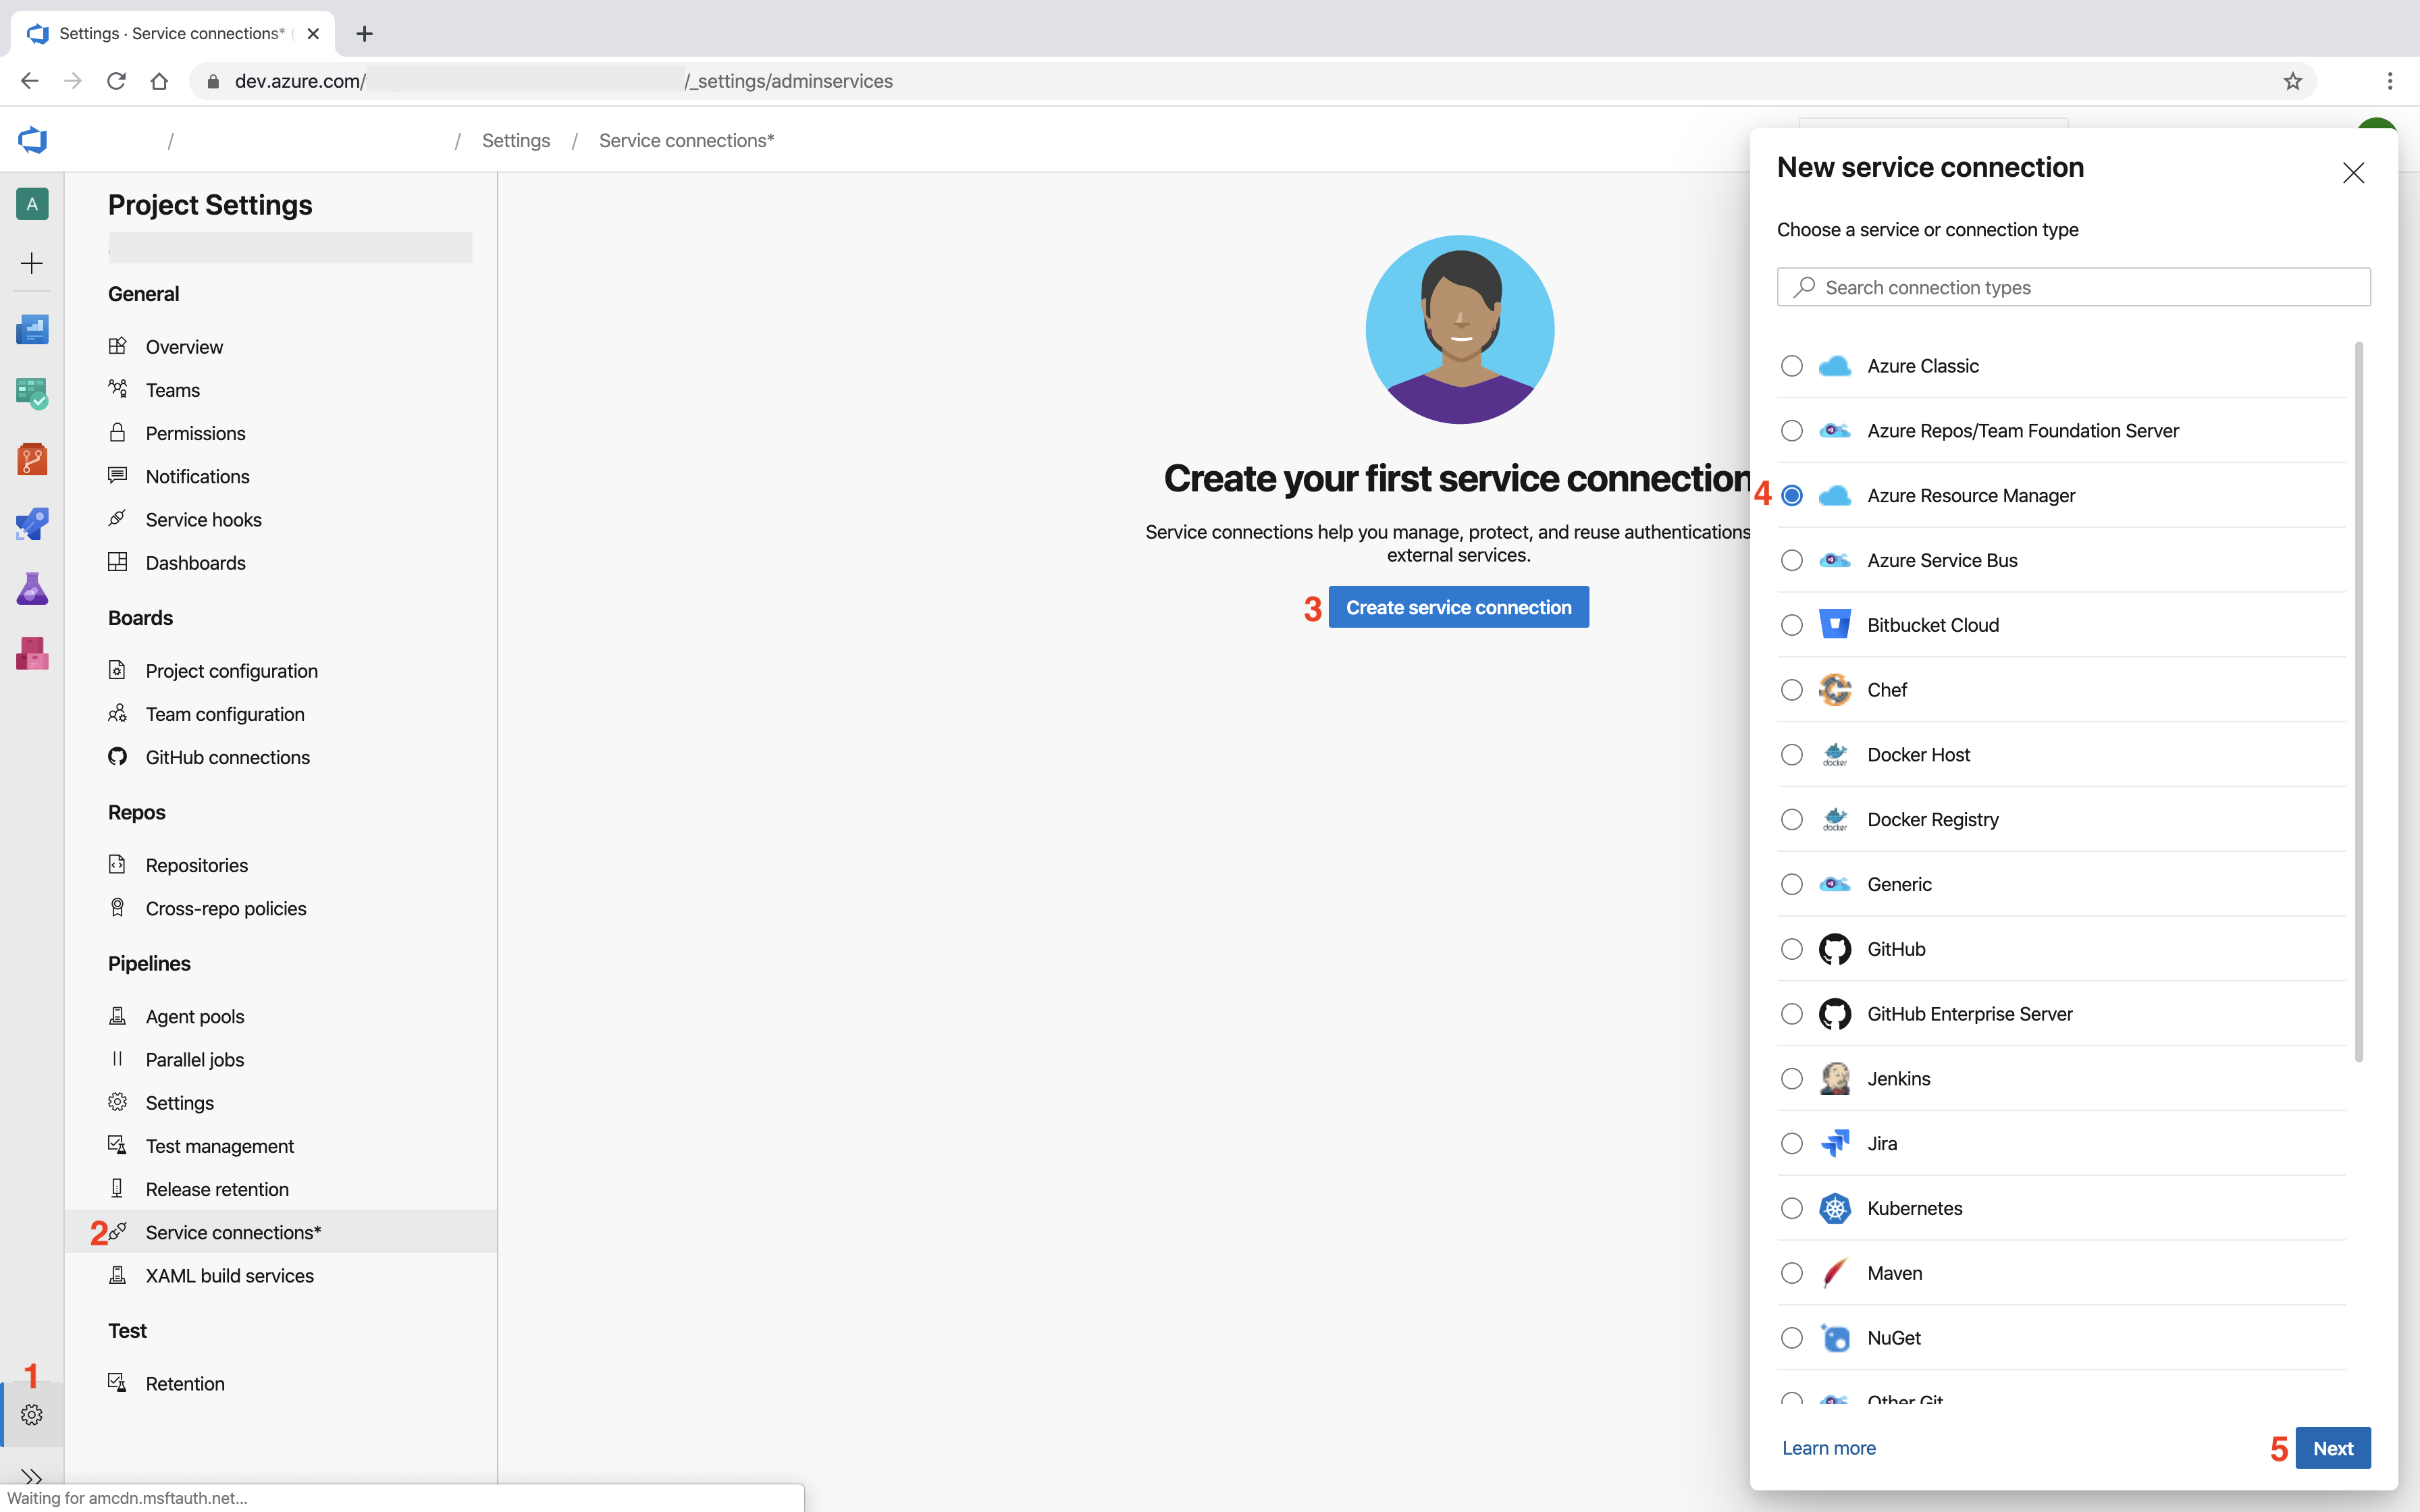 Settings · Service connections* (
dev.azure.com/ /_settings/adminservices
/ / Settings / Service connections*
A
Project Settings
General
Overview
Teams
Permissions
Notifications
Service hooks
Dashboards
Boards
Project configuration
Team configuration
GitHub connections
Repos
Repositories
Cross-repo policies
Pipelines
Agent pools
Parallel jobs
Settings
Test management
Release retention
2 Service connections*
XAML build services
Test
Retention
1
Waiting for amcdn.msftauth.net...
Create your first service connection
Service connections help you manage, protect, and reuse authentications
external services.
3 Create service connection
New service connection
Choose a service or connection type
Search connection types
Azure Classic
Azure Repos/Team Foundation Server
4 Azure Resource Manager
Azure Service Bus
Bitbucket Cloud
Chef
docker Docker Host
docker Docker Registry
Generic
GitHub
GitHub Enterprise Server
Jenkins
Jira
Kubernetes
Maven
NuGet
Other Git
Learn more
5 Next